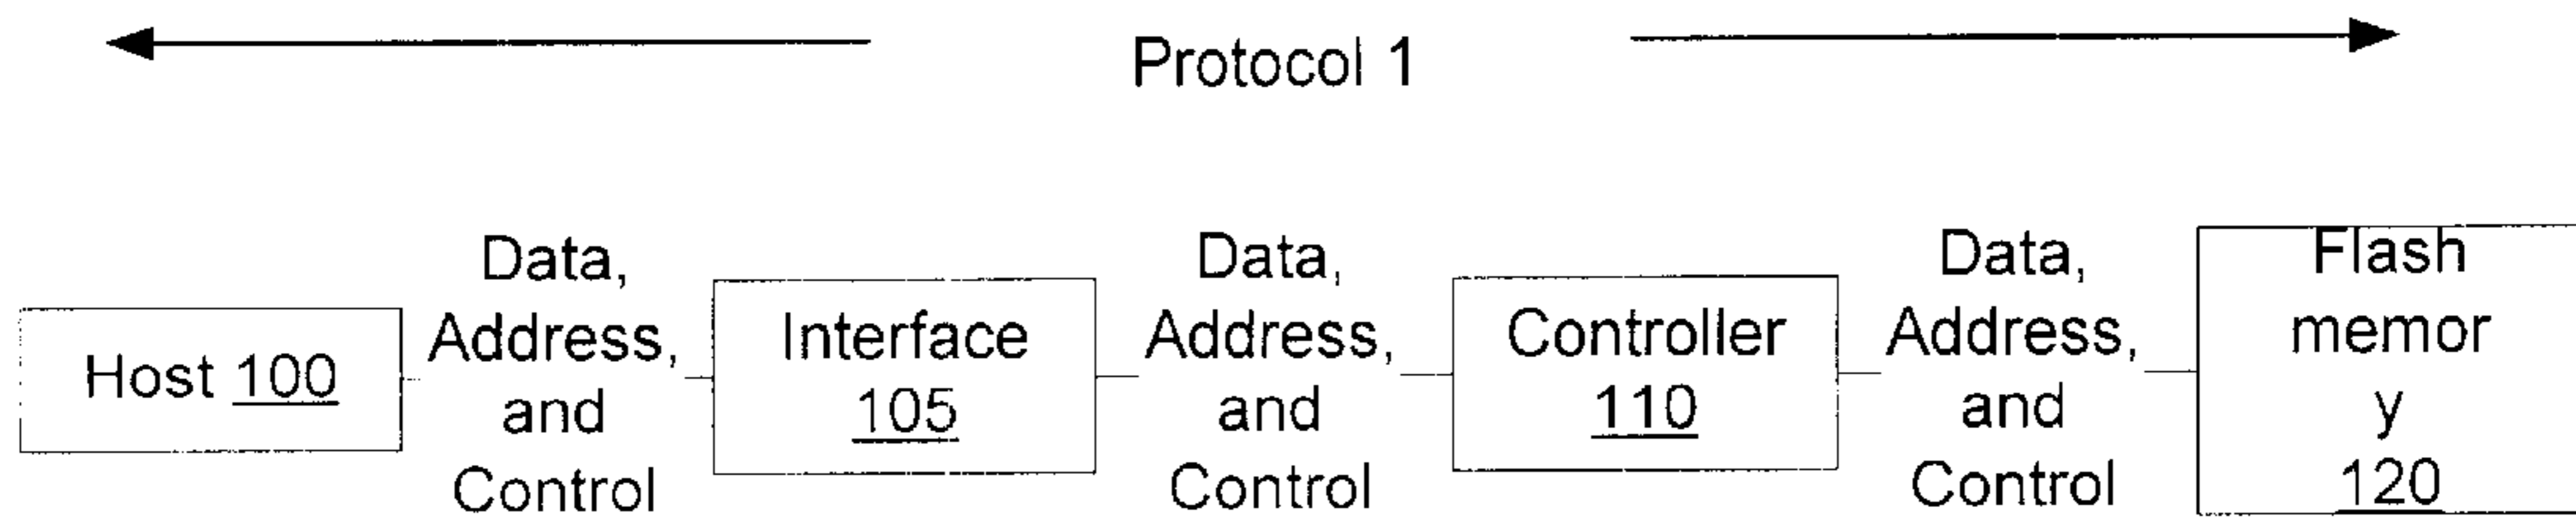 Protocol 1
Host 100
Data,
Address,
and
Control
Interface
105
Data,
Address,
and
Control
Controller
110
Data,
Address,
and
Control
Flash
memor
y
120